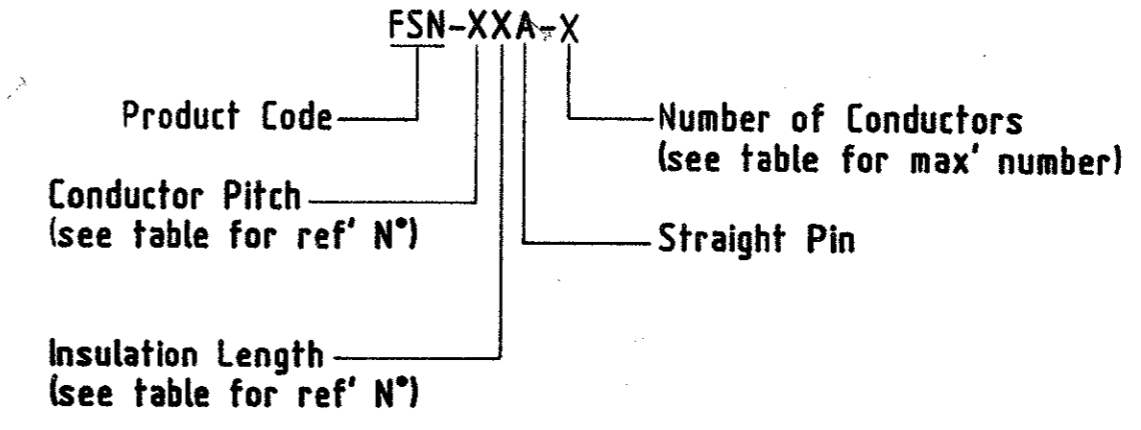 FSN-XXA-X
Product Code
Number of Conductors
(see table for max' number)
Conductor Pitch
(see table for ref' N°)
Straight Pin
Insulation Length
(see table for ref' N°)